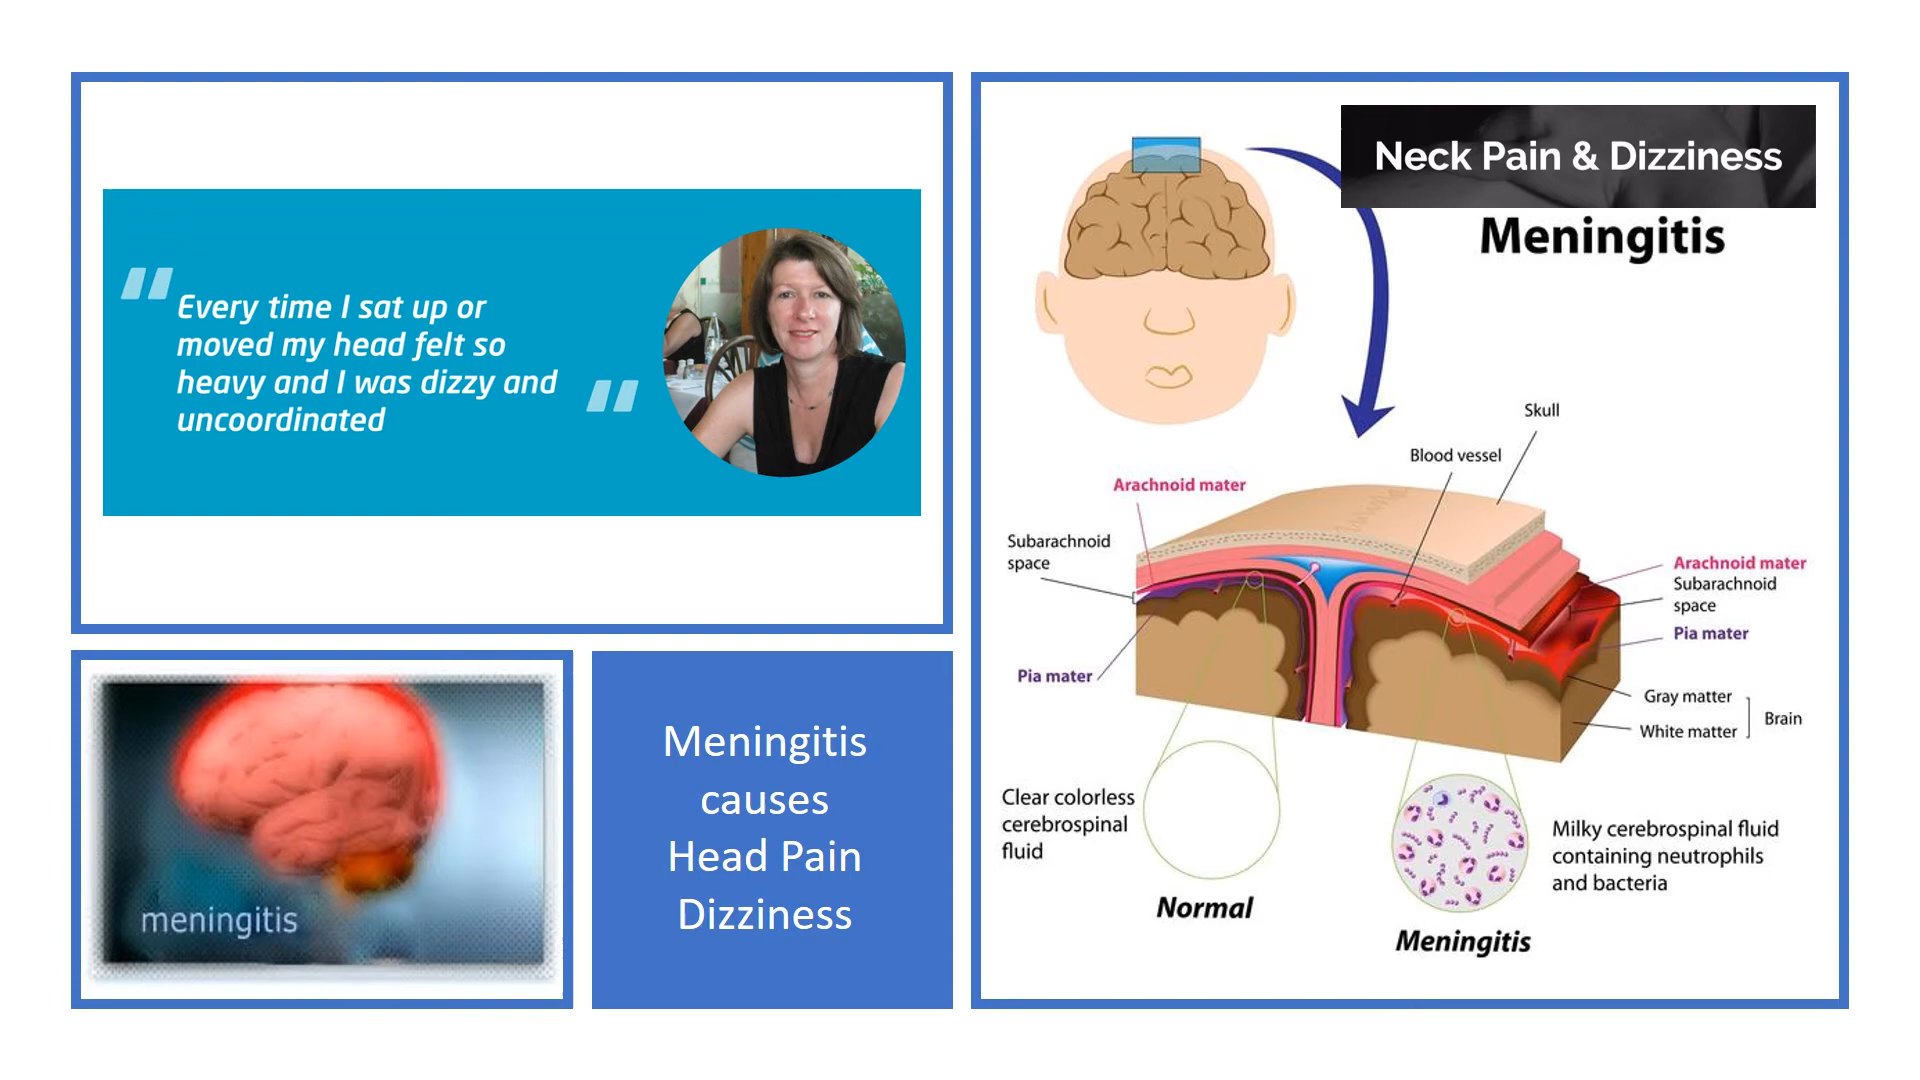 Every time I sat up or
moved my head felt so
heavy and I was dizzy and
uncoordinated
meningitis
Meningitis
causes
Head Pain
Dizziness
Neck Pain & Dizziness
Meningitis
Skull
Blood vessel
Arachnoid mater
Subarachnoid
space
Pia mater
Arachnoid mater
Subarachnoid
space
Pia mater
Gray matter
White matter
Brain
Clear colorless
cerebrospinal
fluid
Normal
Milky cerebrospinal fluid
containing neutrophils
and bacteria
Meningitis